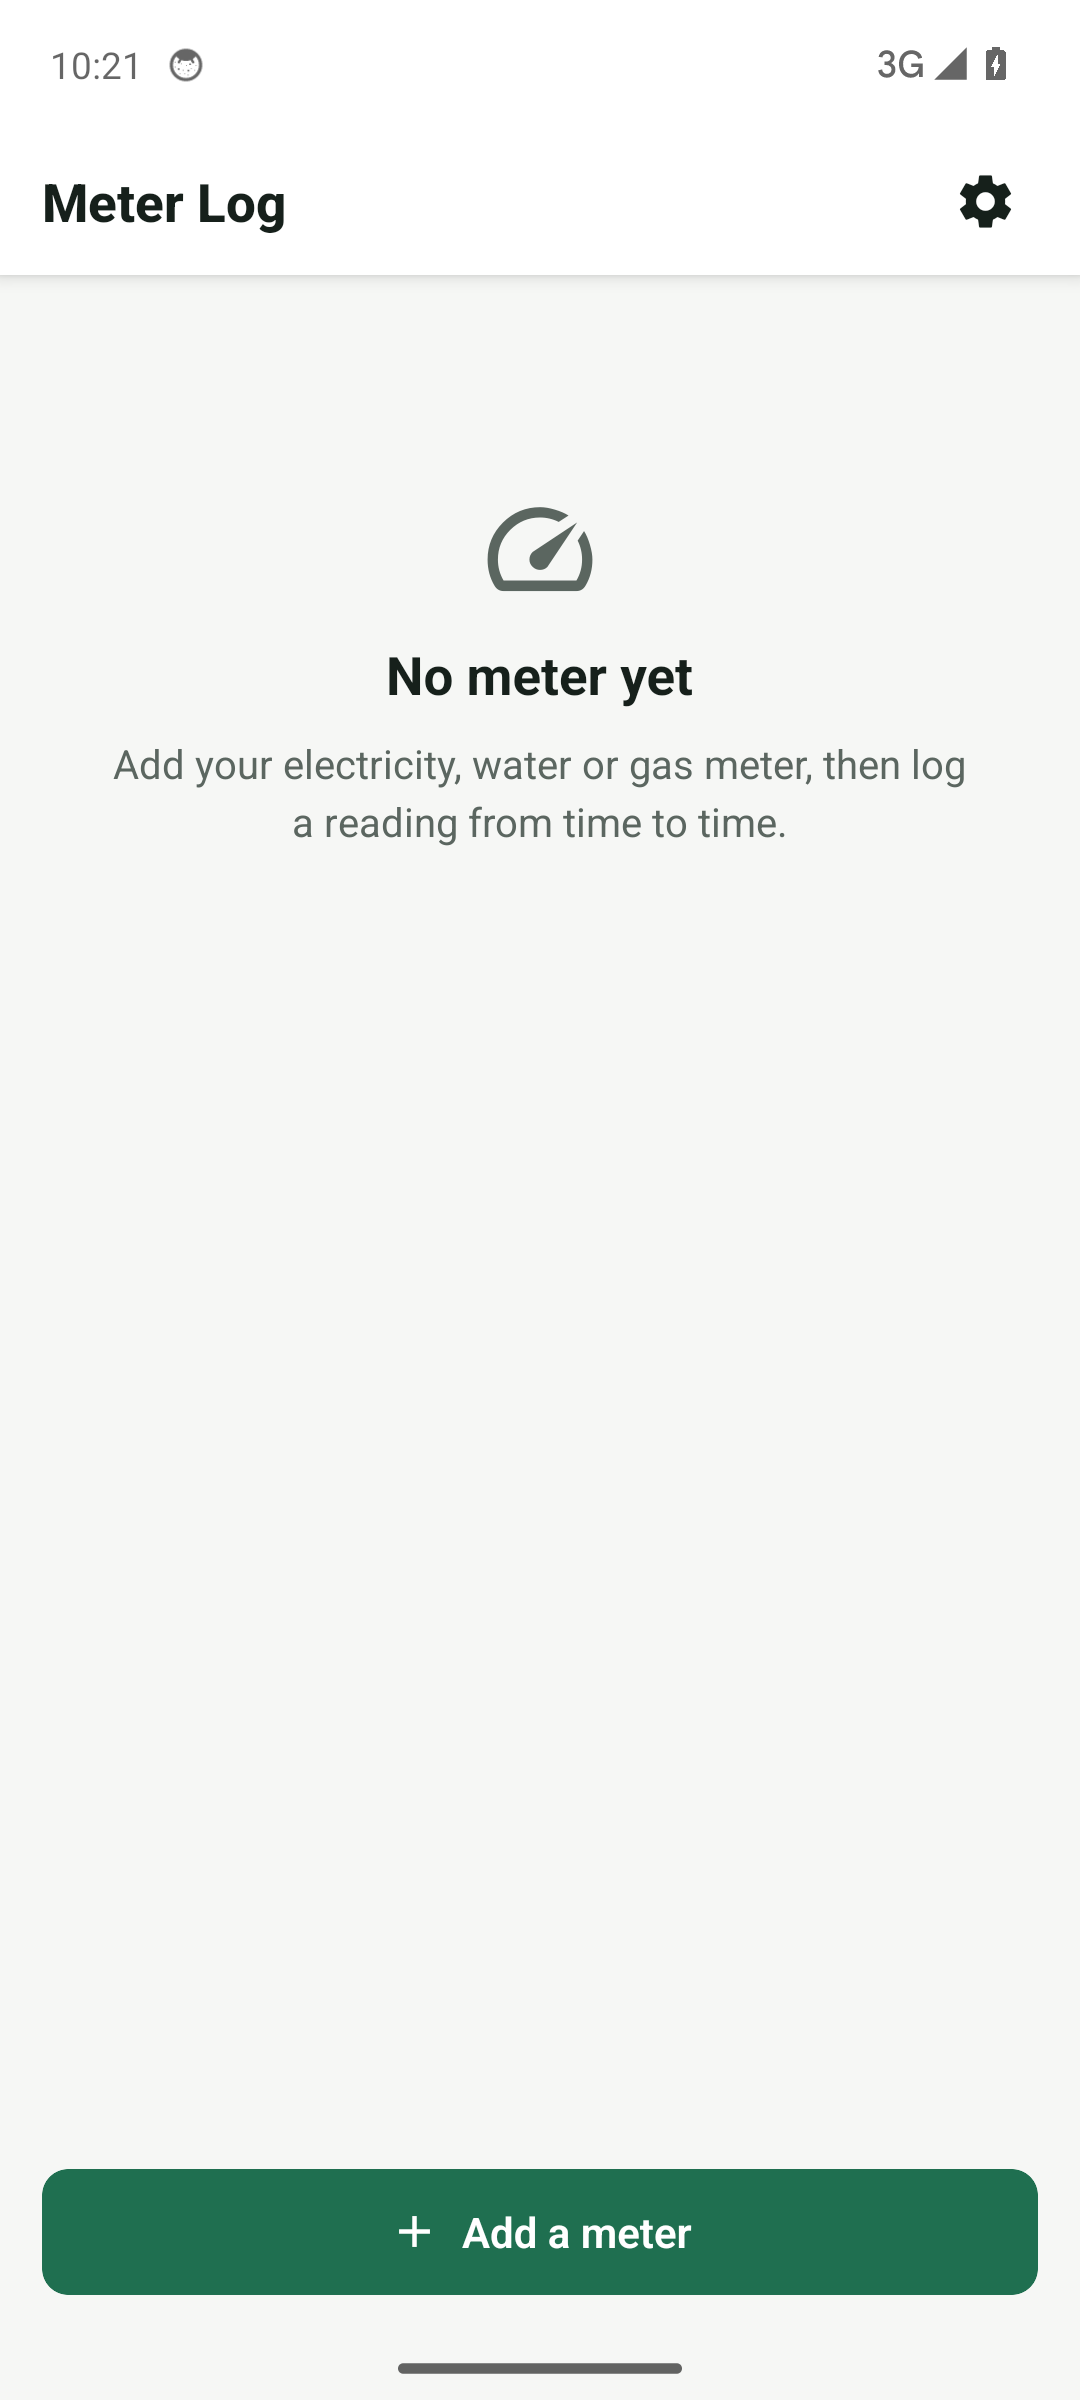 10:21
3G
Meter Log
No meter yet
Add your electricity, water or gas meter, then log
a reading from time to time.
Add a meter